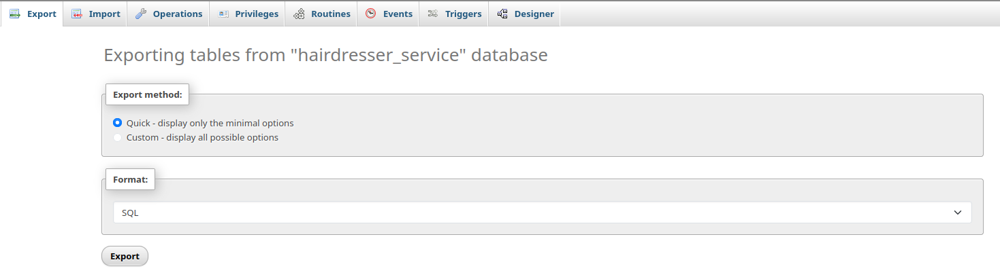 Export Import Operations Privileges Routines Events Triggers Designer
Exporting tables from "hairdresser_service" database
Export method:
Quick - display only the minimal options
Custom - display all possible options
Format:
SQL
Export